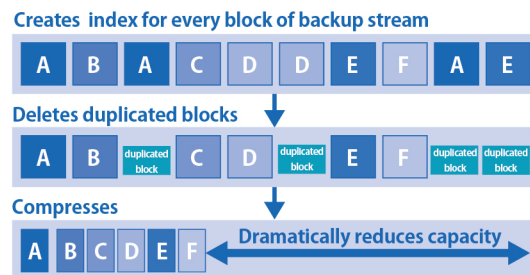 Creates index for every block of backup stream
A B A C D D E F A E
Deletes duplicated blocks
A B duplicated block C D duplicated block E F duplicated block duplicated block
Compresses
A B C D E F Dramatically reduces capacity